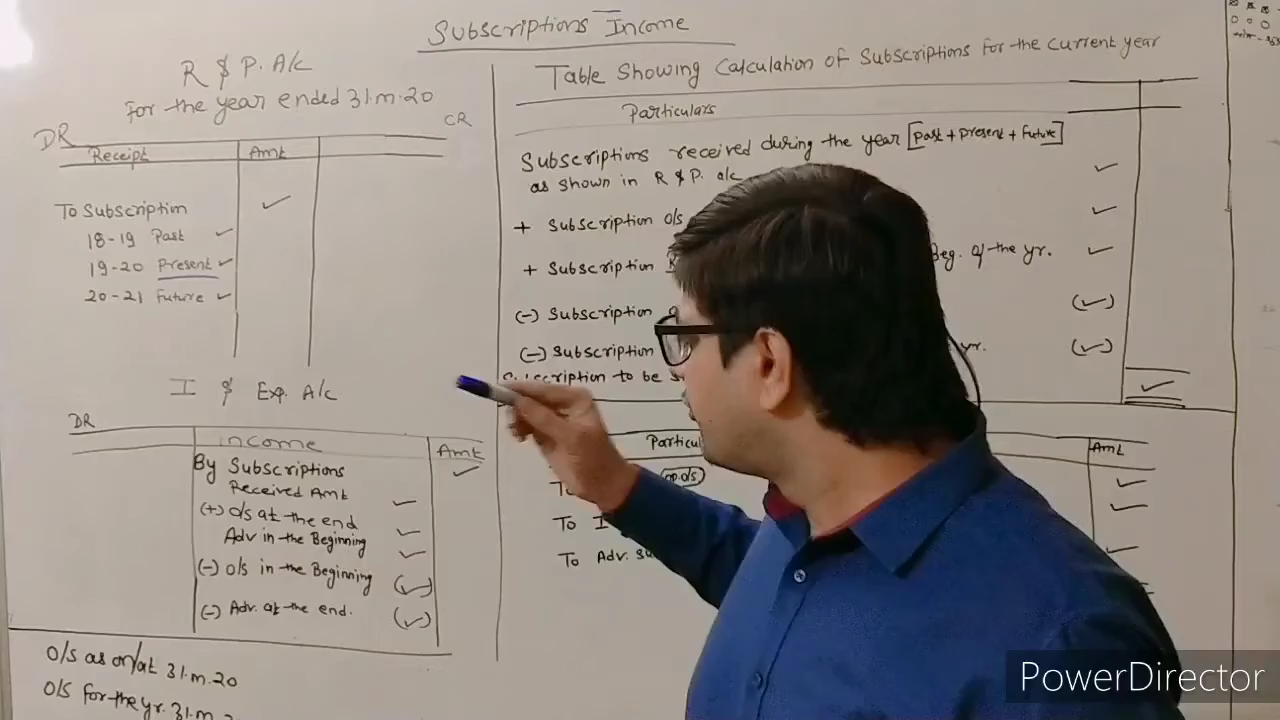 Subscriptions Income
R & P. A/c
For the year ended 31.m.20
DR
CR
Receipt Amt
To Subscription
18-19 Past
19-20 Present
20-21 Future
I & Exp. A/c
DR
Income Amt
By Subscriptions
Received Amt
(+) o/s at the end
Adv in the Beginning
(-) o/s in the Beginning
(-) Adv. at the end.
o/s as on/at 31.m.20
o/s For the yr. 31.m.
Table Showing Calculation of Subscriptions for the current year
Particulars
Subscriptions received during the year [Past + Present + Future]
as shown in R & P. a/c
+ Subscription o/s
+ Subscription Beg. of the yr.
(-) Subscription
(-) Subscription yr.
to be
Amt
op. o/s
To
To I
To Adv.
PowerDirector